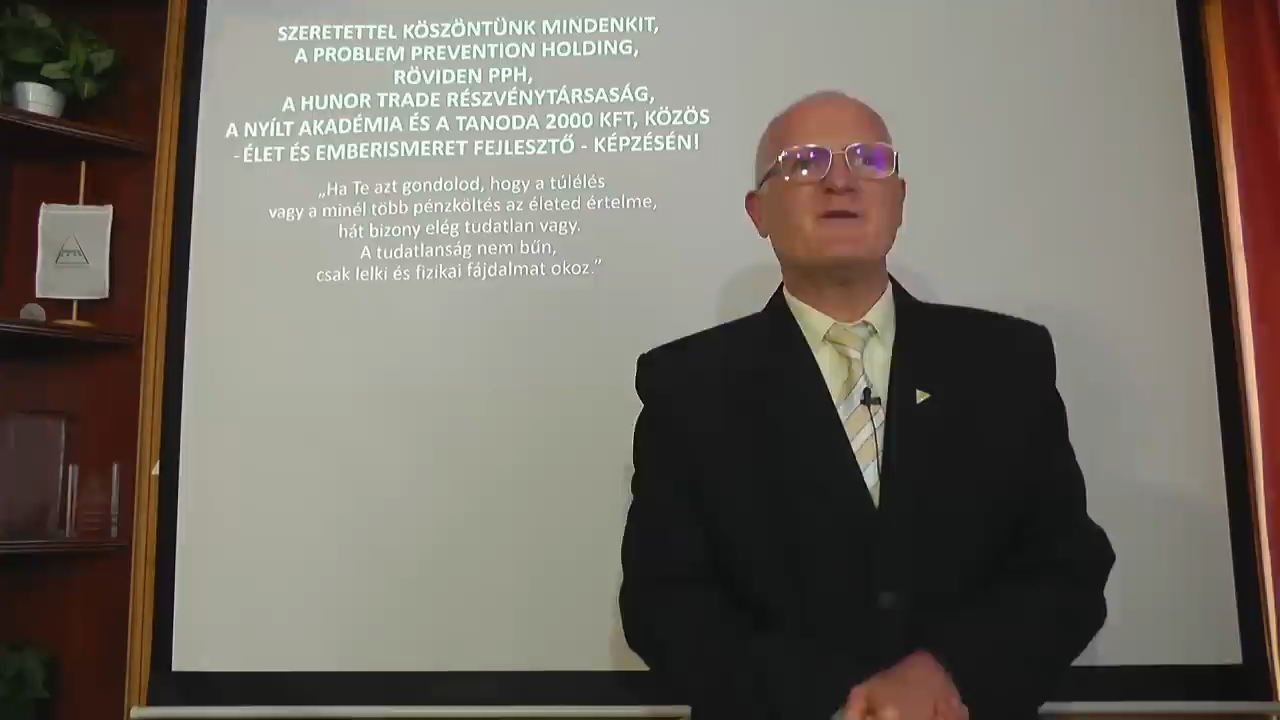 SZERETETTEL KÖSZÖNTÜNK MINDENKIT,
A PROBLEM PREVENTION HOLDING,
RÖVIDEN PPH,
A HUNOR TRADE RÉSZVÉNYTÁRSASÁG,
A NYÍLT AKADÉMIA ÉS A TANODA 2000 KFT, KÖZÖS
- ÉLET ÉS EMBERISMERET FEJLESZTŐ - KÉPZÉSÉN!
„Ha Te azt gondolod, hogy a túlélés
vagy a minél több pénzköltés az életed értelme,
hát bizony elég tudatlan vagy.
A tudatlanság nem bűn,
csak lelki és fizikai fájdalmat okoz.”